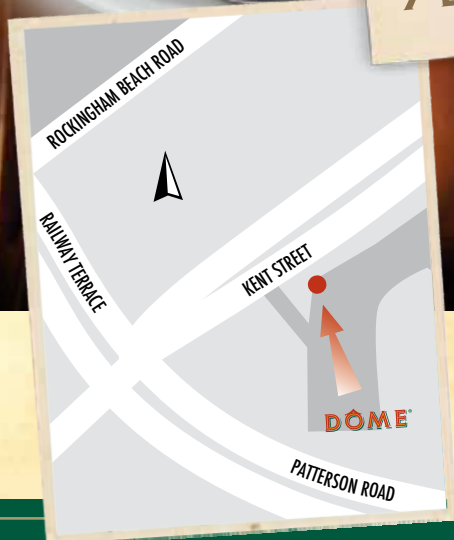 ROCKINGHAM BEACH ROAD
RAILWAY TERRACE
KENT STREET
DÔME
PATTERSON ROAD